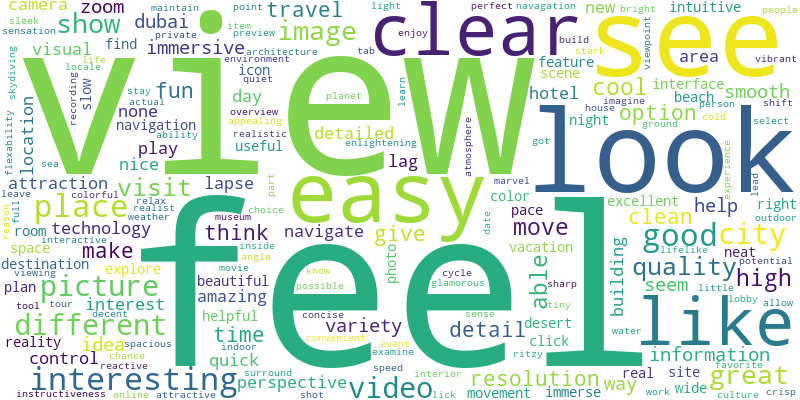 camera zoom dubai travel light perfect navagation bright people
sleek maintain point new intuitive
sensation show private find immersive image item preview enjoy build stark viewpoint
visual life locale architecture tab area vibrant
skydiving recording slow icon environment quiet planet learn feature interface
view clear see
fun stay actual overview scene cool smooth
flexability location none day appealing realistic hotel beach person shift
navigation ability detailed atmosphere option imagine house cold
play useful enlightening night ground select
sea nice lag got look
attraction visit lapse easy marvel experience lead
leave colorful relax part color excellent right
reason full place realist weather museum choice date pace clean help outdoor
room technology think navigate give move good city
space interactive make inside photo vacation neat lifelike
destination viewing explore beautiful movie angle cycle able building quality seem potential
plan tool tour interest amazing know possible glamorous sharp desert little high
picture decent helpful concise sense tiny lobby allow
different variety detail like
reality idea spacious time indoor convenient event click water
control chance reactive quick examine ritzy information
feel
interesting surround speed interior resolution real site favorite great
instructiveness online attractive perspective shot video lick movement immerse way work wide culture crisp